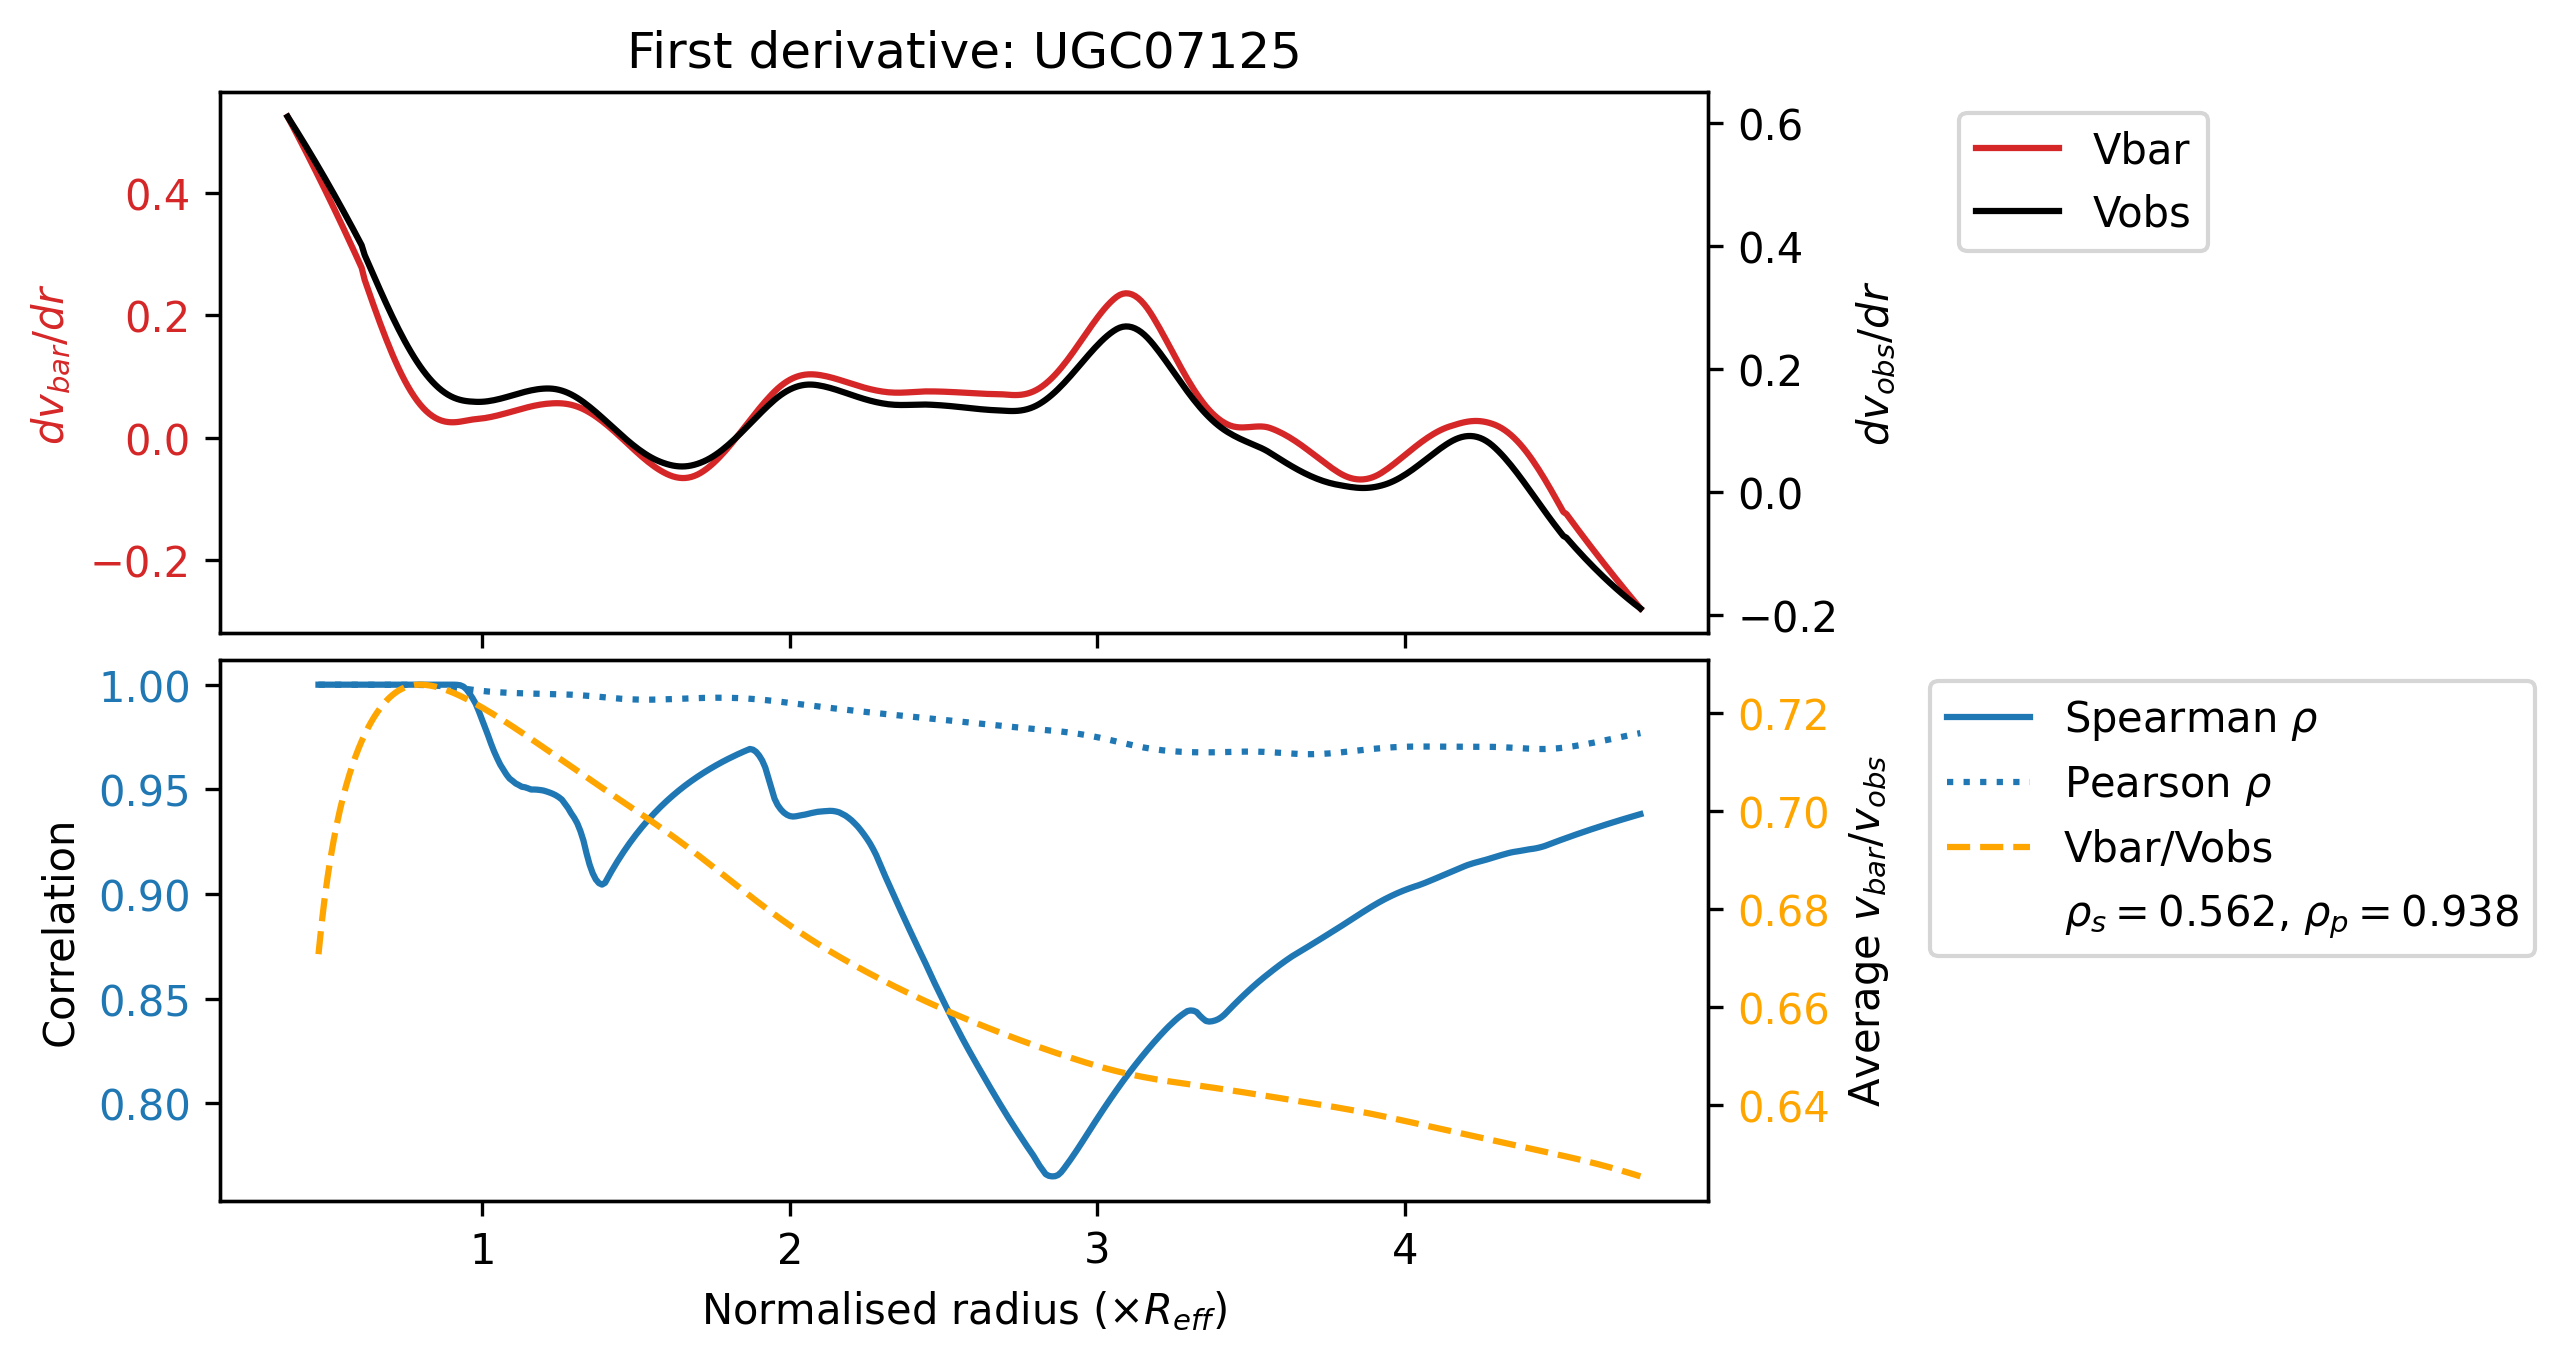 First derivative: UGC07125
0.4
0.2
0.0
−0.2
dv_bar/dr
0.6
0.4
0.2
0.0
−0.2
dv_obs/dr
Vbar
Vobs
1.00
0.95
0.90
0.85
0.80
Correlation
0.72
0.70
0.68
0.66
0.64
Average v_bar/v_obs
Spearman ρ
Pearson ρ
Vbar/Vobs
ρ_s = 0.562, ρ_p = 0.938
1 2 3 4
Normalised radius (×R_eff)